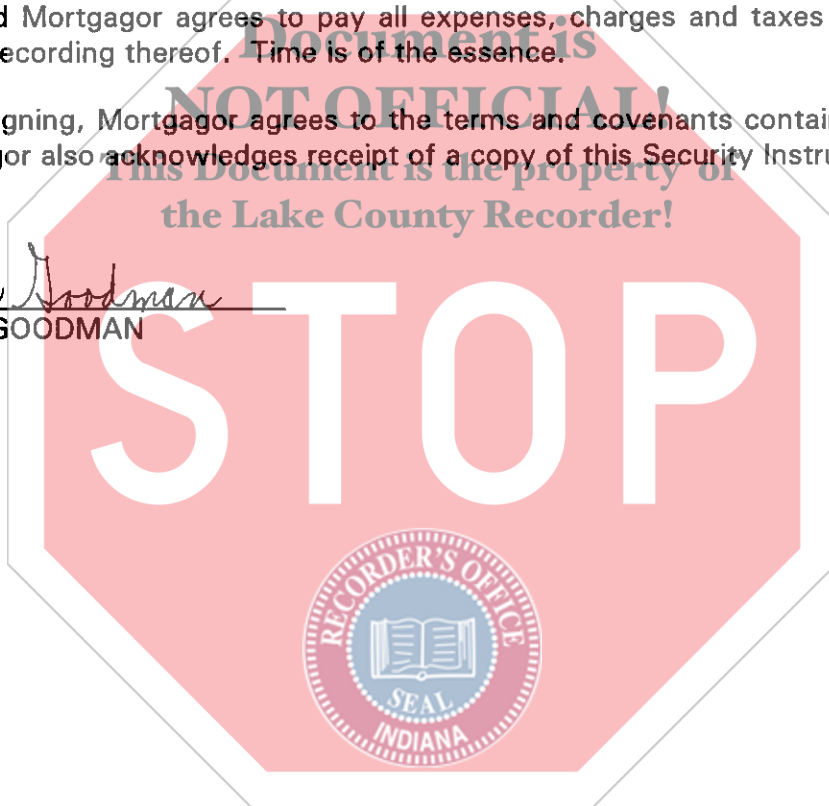 Mortgagor agrees to pay all expenses, charges and taxes
ecording thereof. Time is of the essence.
Document is
NOT OFFICIAL!
gning, Mortgagor agrees to the terms and covenants contai
or also acknowledges receipt of a copy of this Security Instru
This Document is the property of
the Lake County Recorder!
Goodman
GOODMAN
STOP
RECORDER'S OFFICE
SEAL
INDIANA